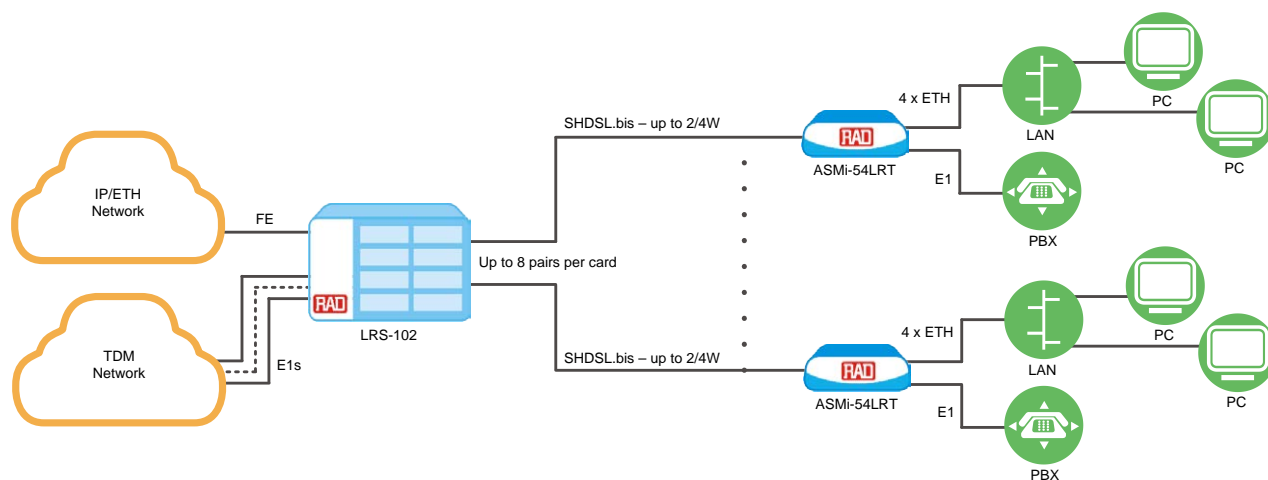 IP/ETH
Network
FE
TDM
Network
E1s
RAD
LRS-102
Up to 8 pairs per card
SHDSL.bis – up to 2/4W
RAD
ASMi-54LRT
4 x ETH
E1
LAN
PC
PC
PBX
SHDSL.bis – up to 2/4W
RAD
ASMi-54LRT
4 x ETH
E1
LAN
PC
PC
PBX